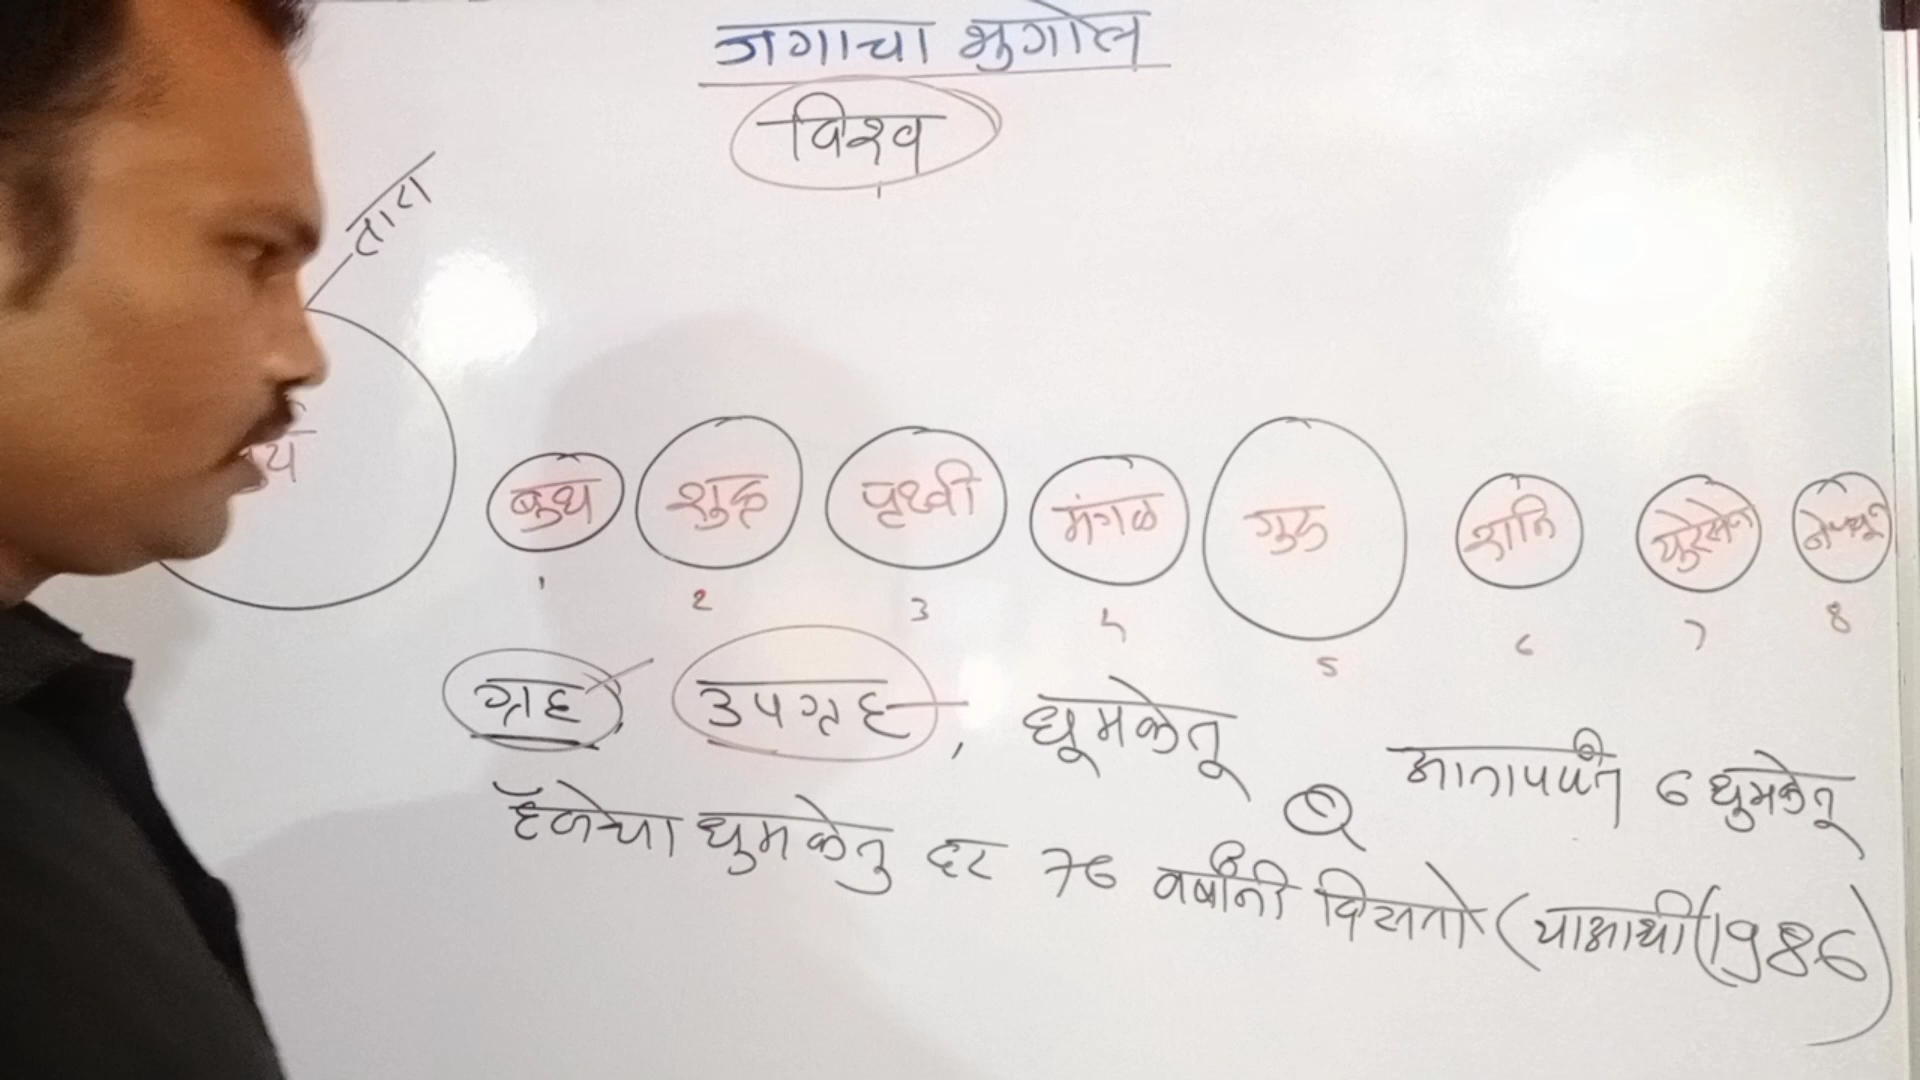 जगाचा भुगोल
विश्व
तारा
बुध शुक्र पृथ्वी मंगळ गुरु शनि युरेनस नेपच्यून
1 2 3 4 5 6 7 8
ग्रह, उपग्रह, धूमकेतू
आतापर्यंत 6 धुमकेतू
हॅलेचा धुमकेतु दर 76 वर्षांनी दिसतो (याआधी (1986)